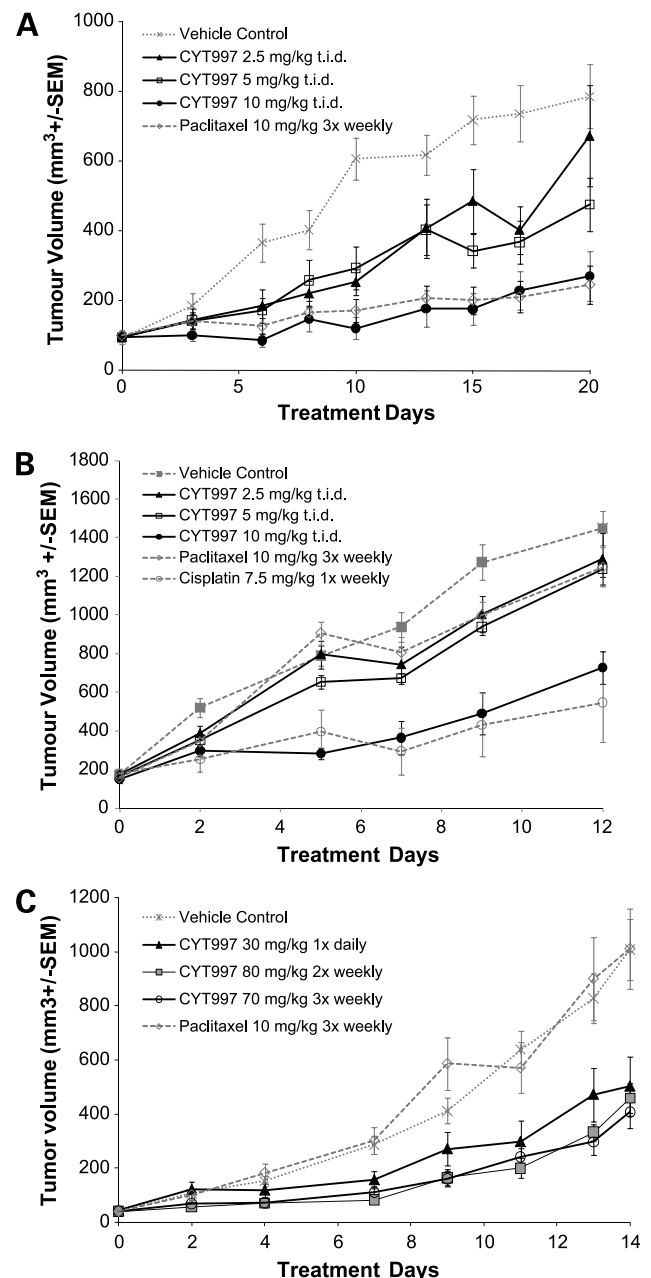 A
1000
800
600
400
200
0
Tumour Volume (mm3+/-SEM)
Vehicle Control
CYT997 2.5 mg/kg t.i.d.
CYT997 5 mg/kg t.i.d.
CYT997 10 mg/kg t.i.d.
Paclitaxel 10 mg/kg 3x weekly
0 5 10 15 20
Treatment Days
B
1800
1600
1400
1200
1000
800
600
400
200
0
Tumour Volume (mm3 +/-SEM)
Vehicle Control
CYT997 2.5 mg/kg t.i.d.
CYT997 5 mg/kg t.i.d.
CYT997 10 mg/kg t.i.d.
Paclitaxel 10 mg/kg 3x weekly
Cisplatin 7.5 mg/kg 1x weekly
0 2 4 6 8 10 12
Treatment Days
C
1200
1000
800
600
400
200
0
Tumor volume (mm3+/-SEM)
Vehicle Control
CYT997 30 mg/kg 1x daily
CYT997 80 mg/kg 2x weekly
CYT997 70 mg/kg 3x weekly
Paclitaxel 10 mg/kg 3x weekly
0 2 4 6 8 10 12 14
Treatment Days